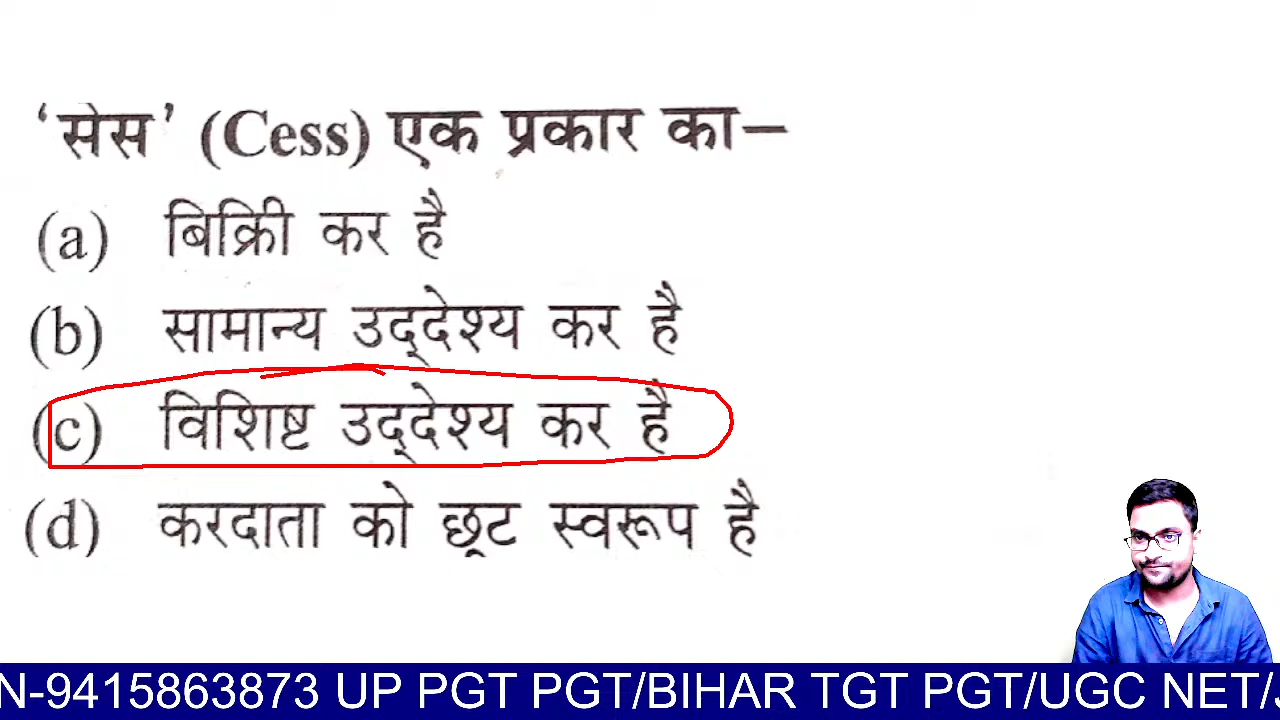 ‘सेस’ (Cess) एक प्रकार का–
(a) बिक्री कर है
(b) सामान्य उद्देश्य कर है
(c) विशिष्ट उद्देश्य कर है
(d) करदाता को छूट स्वरूप है
N-9415863873 UP PGT PGT/BIHAR TGT PGT/UGC NET/